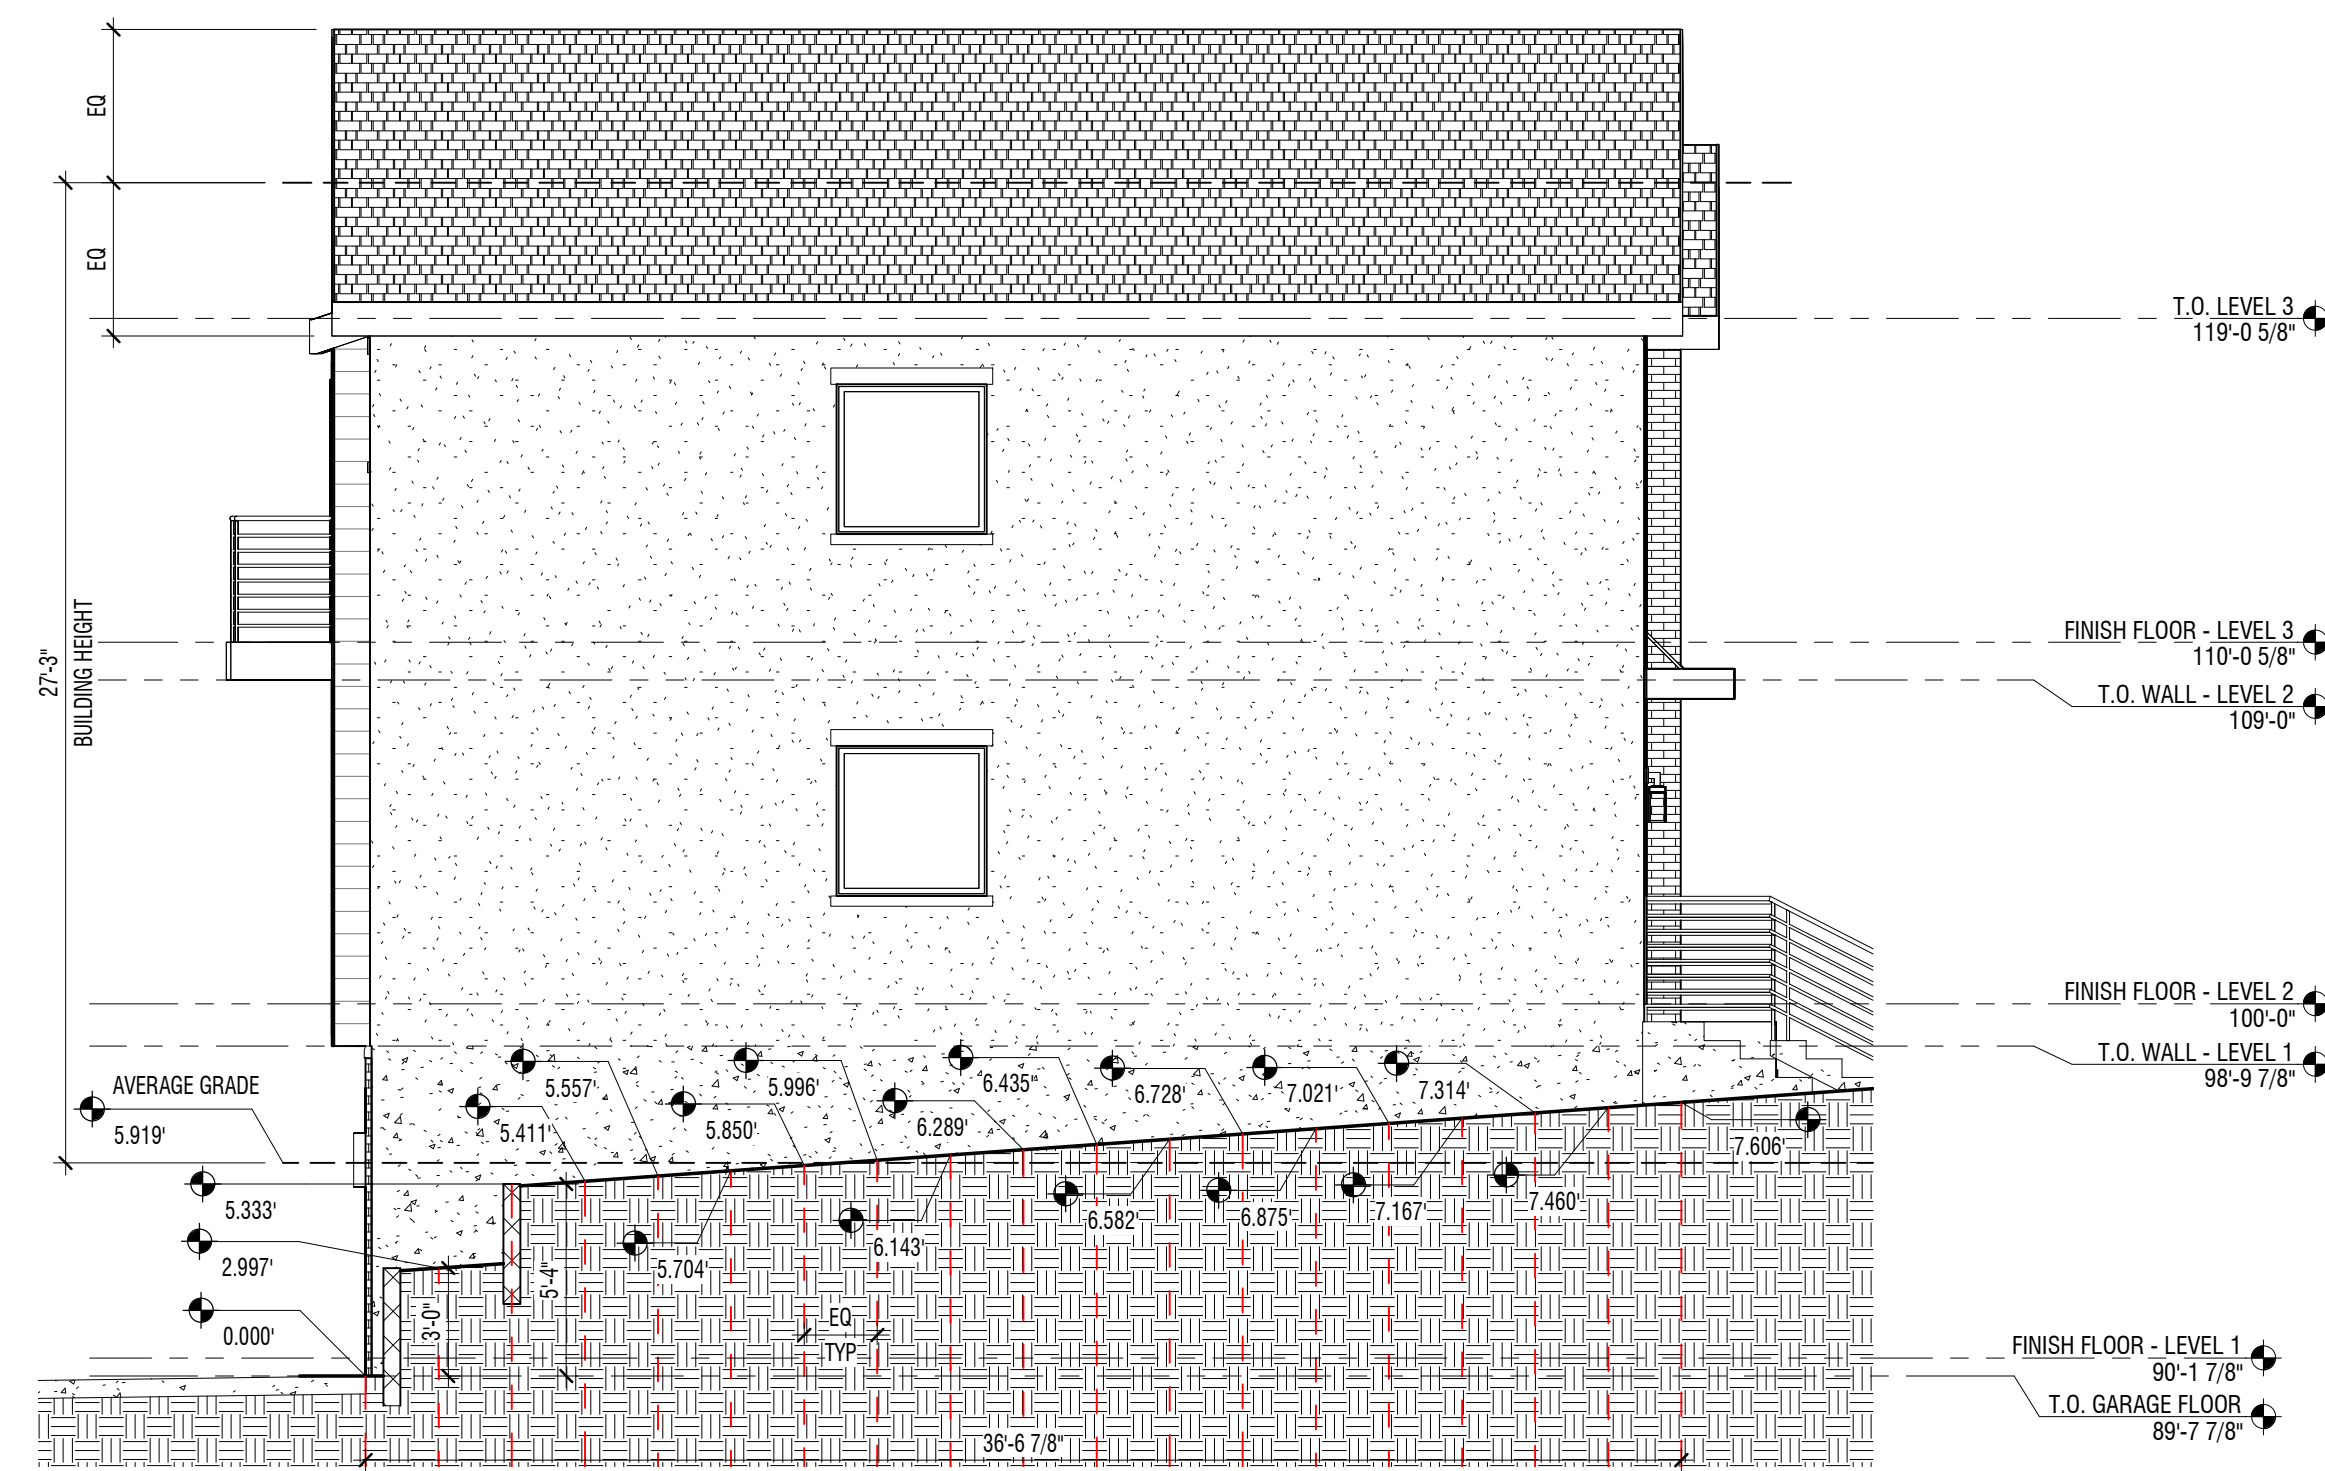 EQ
EQ
27'-3"
BUILDING HEIGHT
T.O. LEVEL 3
119'-0 5/8"
FINISH FLOOR - LEVEL 3
110'-0 5/8"
T.O. WALL - LEVEL 2
109'-0"
FINISH FLOOR - LEVEL 2
100'-0"
T.O. WALL - LEVEL 1
98'-9 7/8"
AVERAGE GRADE
5.919'
5.557'
5.996'
6.435'
6.728'
7.021'
7.314'
5.411'
5.850'
6.289'
7.606'
5.333'
6.582'
6.875'
7.167'
7.460'
2.997'
5.704'
6.143'
5'-4"
3'-0"
0.000'
EQ
TYP
FINISH FLOOR - LEVEL 1
90'-1 7/8"
T.O. GARAGE FLOOR
89'-7 7/8"
36'-6 7/8"